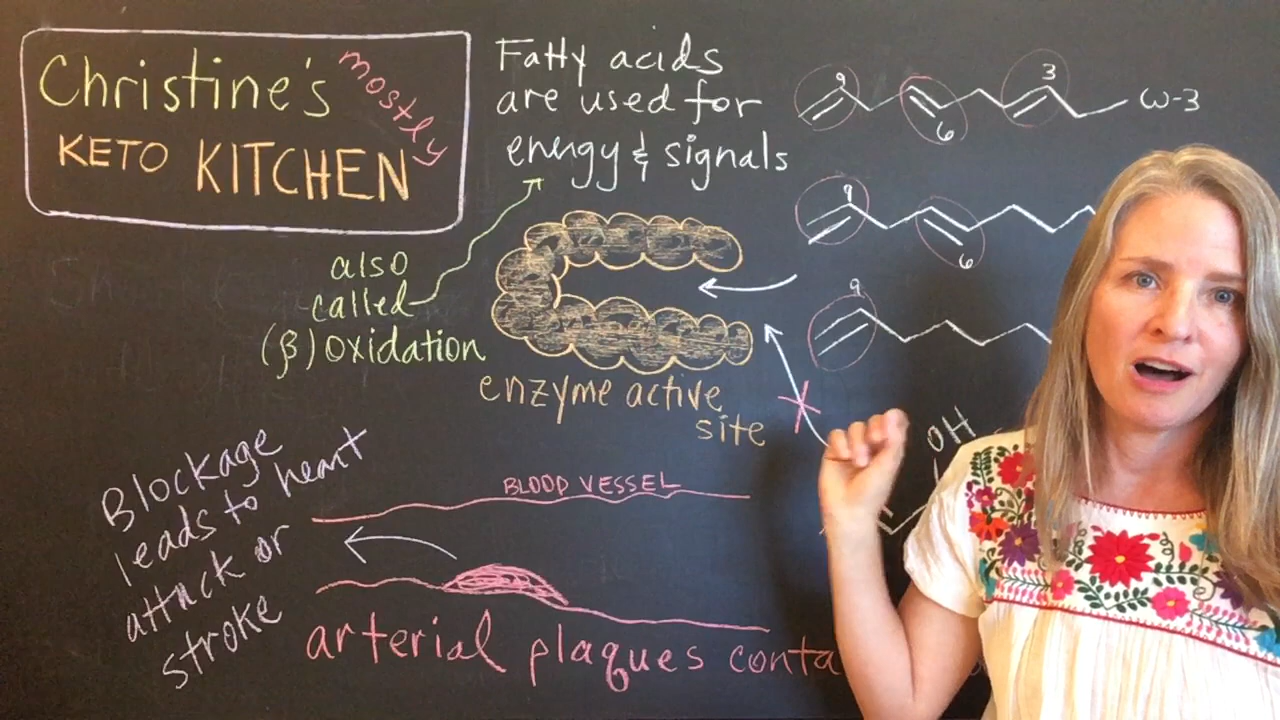 Christine's
mostly
KETO KITCHEN
Fatty acids
are used for
energy & signals
also
called
(β) oxidation
enzyme active
site
9
6
3
ω-3
9
6
9
OH
BLOOD VESSEL
Blockage
leads to heart
attack or
stroke
arterial plaques